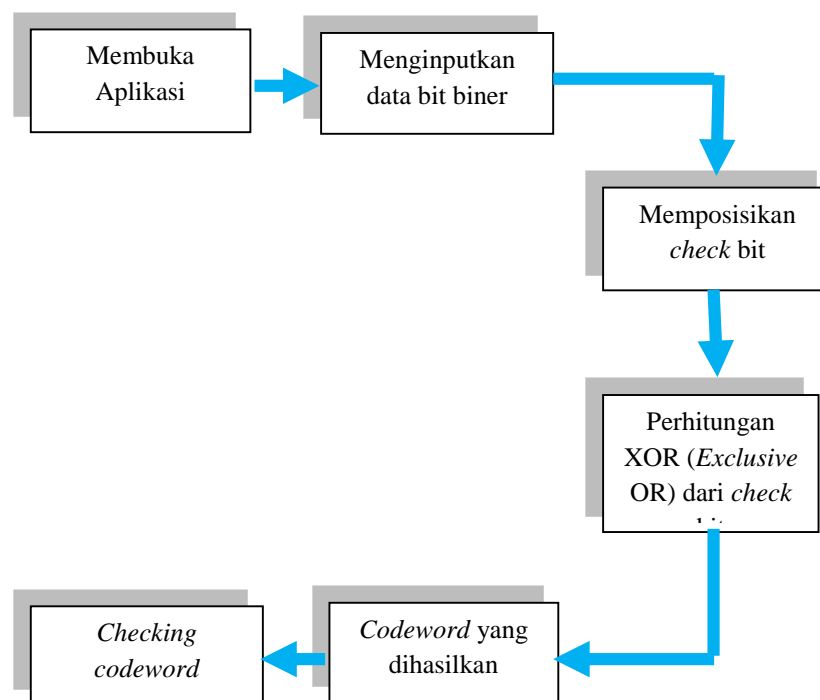 Membuka
Aplikasi
Menginputkan
data bit biner
Memposisikan
check bit
Perhitungan
XOR (Exclusive
OR) dari check
Codeword yang
dihasilkan
Checking
codeword